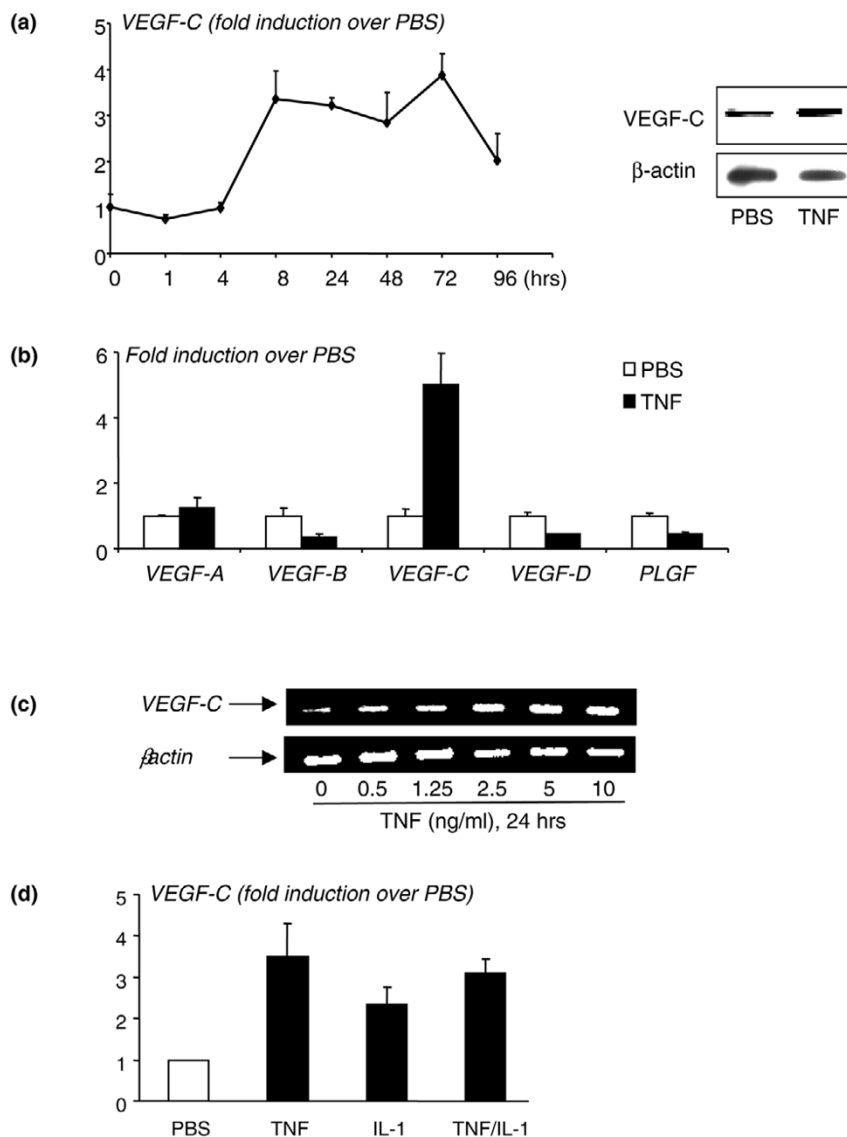 (a)
VEGF-C (fold induction over PBS)
5
4
3
2
1
0
0 1 4 8 24 48 72 96 (hrs)
VEGF-C
β-actin
PBS TNF
(b)
Fold induction over PBS
6
4
2
0
PBS
TNF
VEGF-A VEGF-B VEGF-C VEGF-D PLGF
(c)
VEGF-C
βactin
0 0.5 1.25 2.5 5 10
TNF (ng/ml), 24 hrs
(d)
VEGF-C (fold induction over PBS)
5
4
3
2
1
0
PBS TNF IL-1 TNF/IL-1